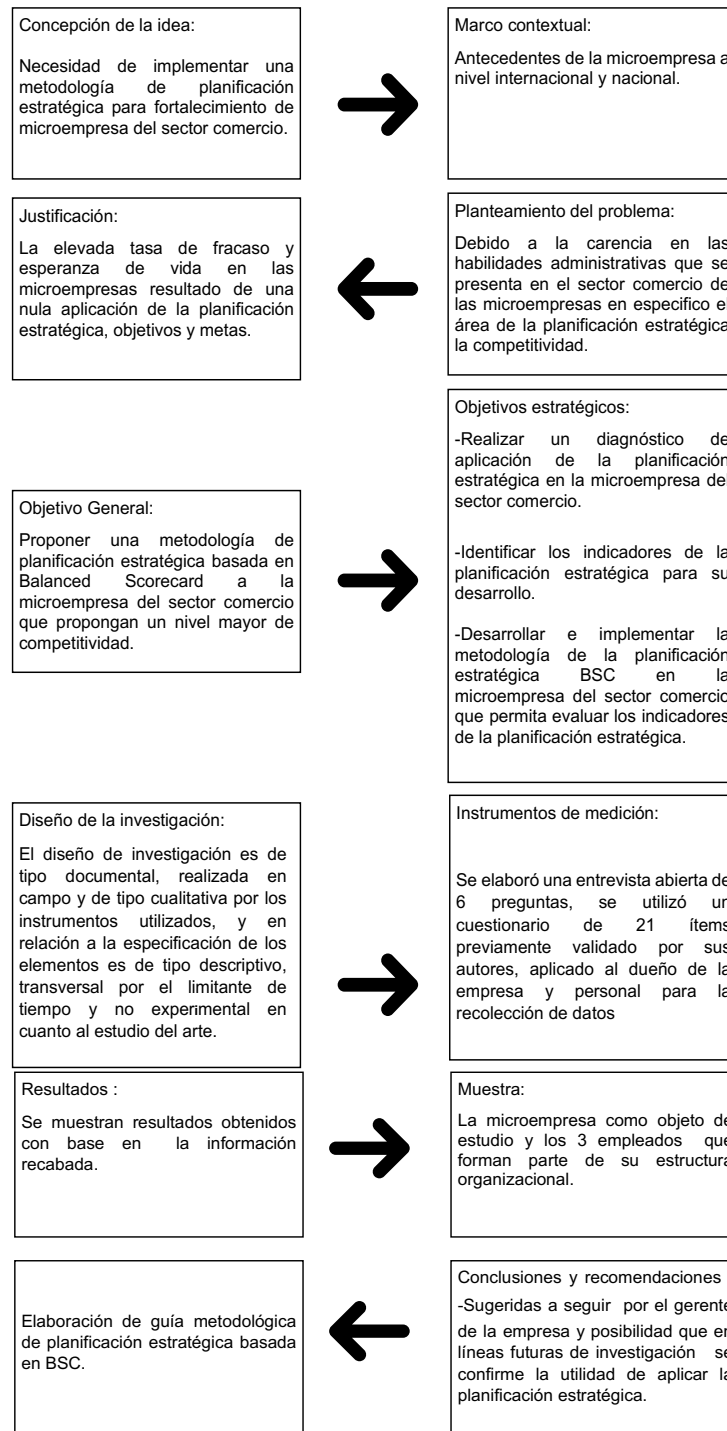 Concepción de la idea:
Necesidad de implementar una
metodología de planificación
estratégica para fortalecimiento de
microempresa del sector comercio.
Marco contextual:
Antecedentes de la microempresa a
nivel internacional y nacional.
Justificación:
La elevada tasa de fracaso y
esperanza de vida en las
microempresas resultado de una
nula aplicación de la planificación
estratégica, objetivos y metas.
Planteamiento del problema:
Debido a la carencia en las
habilidades administrativas que se
presenta en el sector comercio de
las microempresas en especifico el
área de la planificación estratégica
la competitividad.
Objetivo General:
Proponer una metodología de
planificación estratégica basada en
Balanced Scorecard a la
microempresa del sector comercio
que propongan un nivel mayor de
competitividad.
Objetivos estratégicos:
-Realizar un diagnóstico de
aplicación de la planificación
estratégica en la microempresa del
sector comercio.
-Identificar los indicadores de la
planificación estratégica para su
desarrollo.
-Desarrollar e implementar la
metodología de la planificación
estratégica BSC en la
microempresa del sector comercio
que permita evaluar los indicadores
de la planificación estratégica.
Diseño de la investigación:
El diseño de investigación es de
tipo documental, realizada en
campo y de tipo cualitativa por los
instrumentos utilizados, y en
relación a la especificación de los
elementos es de tipo descriptivo,
transversal por el limitante de
tiempo y no experimental en
cuanto al estudio del arte.
Instrumentos de medición:
Se elaboró una entrevista abierta de
6 preguntas, se utilizó un
cuestionario de 21 ítems
previamente validado por sus
autores, aplicado al dueño de la
empresa y personal para la
recolección de datos
Resultados :
Se muestran resultados obtenidos
con base en la información
recabada.
Muestra:
La microempresa como objeto de
estudio y los 3 empleados que
forman parte de su estructura
organizacional.
Elaboración de guía metodológica
de planificación estratégica basada
en BSC.
Conclusiones y recomendaciones
-Sugeridas a seguir por el gerente
de la empresa y posibilidad que en
líneas futuras de investigación se
confirme la utilidad de aplicar la
planificación estratégica.